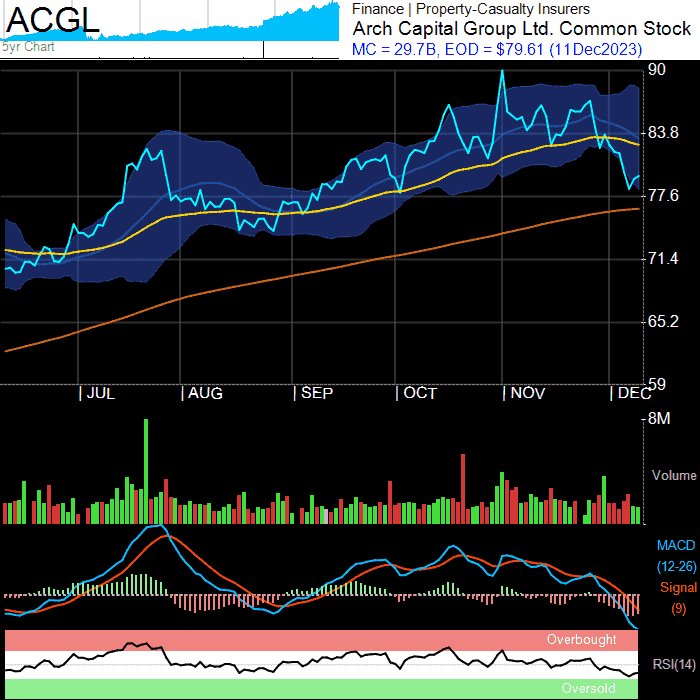 ACGL
5yr Chart
Finance | Property-Casualty Insurers
Arch Capital Group Ltd. Common Stock
MC = 29.7B, EOD = $79.61 (11Dec2023)
90
83.8
77.6
71.4
65.2
59
| JUL | AUG | SEP | OCT | NOV | DEC
8M
Volume
MACD
(12-26)
Signal
(9)
Overbought
RSI(14)
Oversold